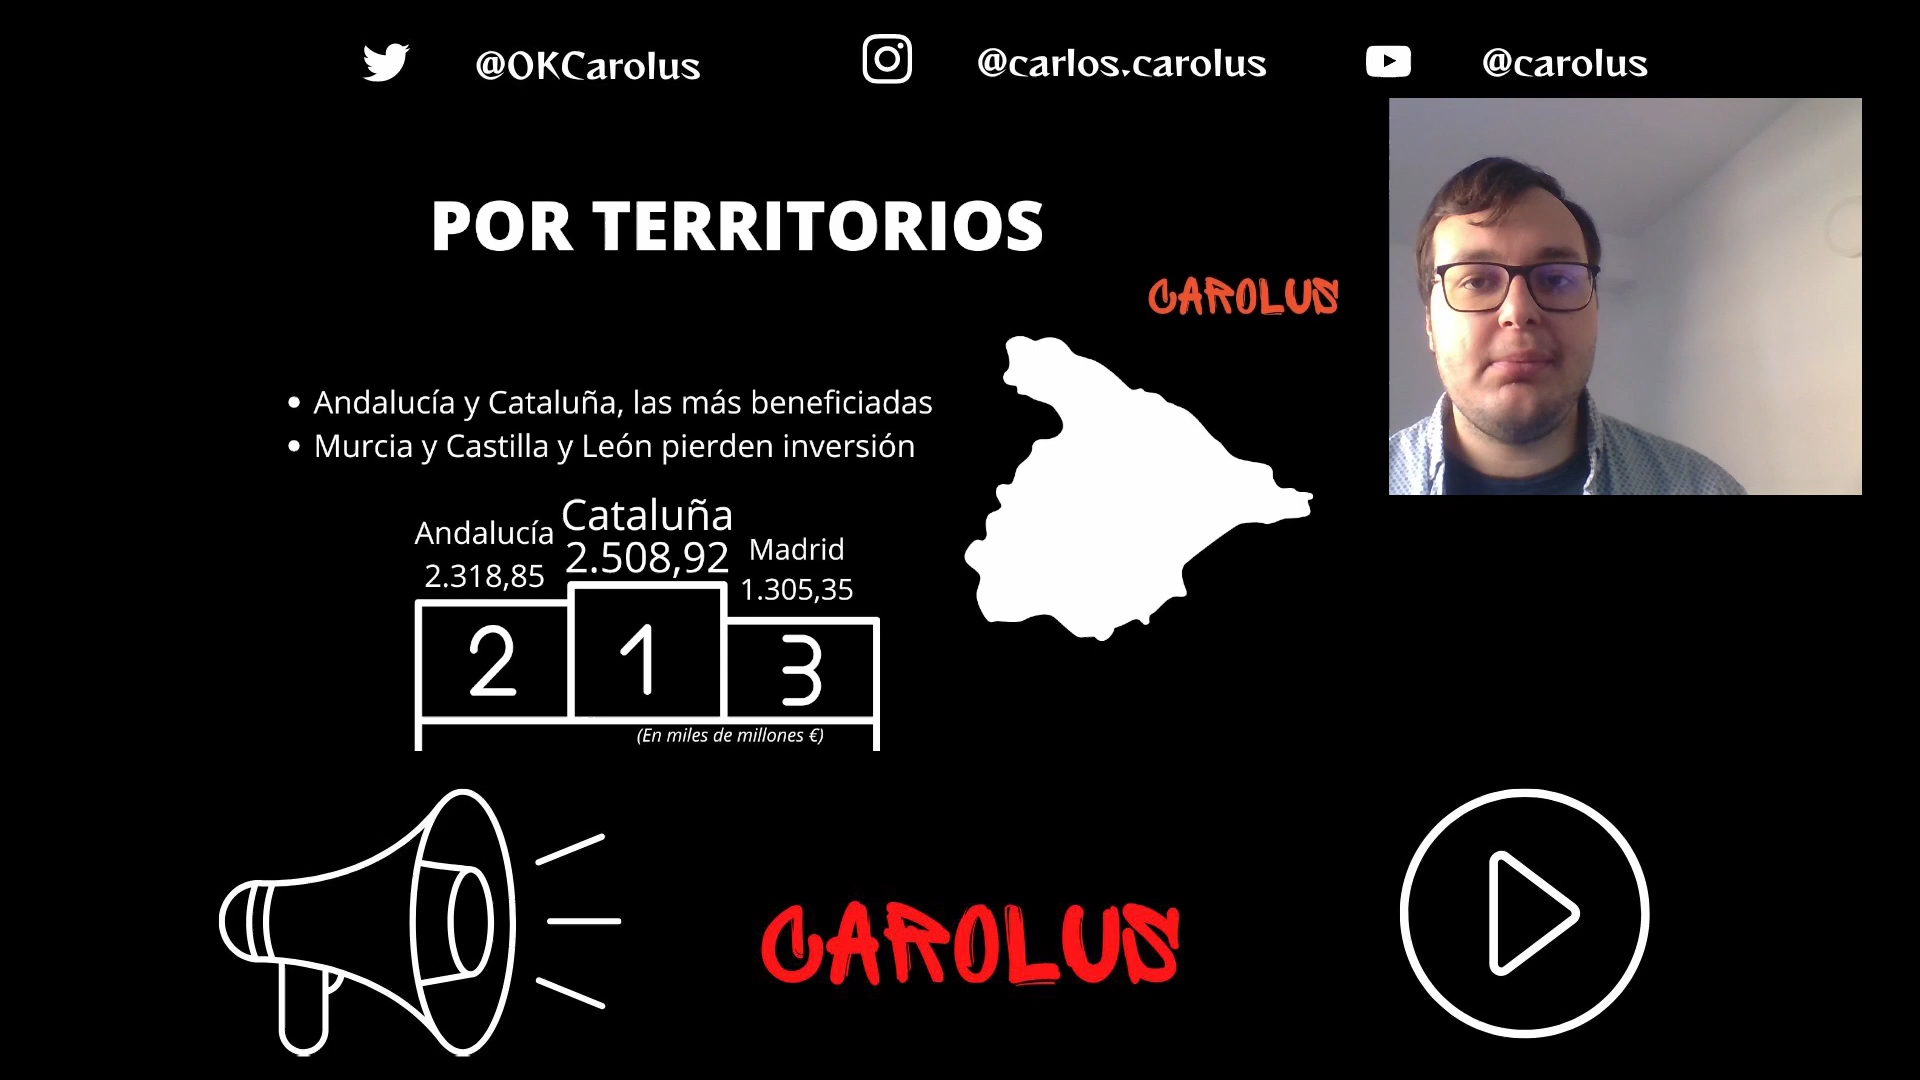 @OKCarolus
@carlos.carolus
@carolus
POR TERRITORIOS
CAROLUS
Andalucía y Cataluña, las más beneficiadas
Murcia y Castilla y León pierden inversión
Cataluña
2.508,92
Andalucía
2.318,85
Madrid
1.305,35
2
1
3
(En miles de millones €)
CAROLUS